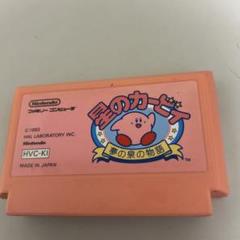 Nintendo
ファミリー コンピュータ
©1993
HAL LABORATORY INC.
Nintendo
HVC-KI
MADE IN JAPAN
星のカービィ
夢の泉の物語